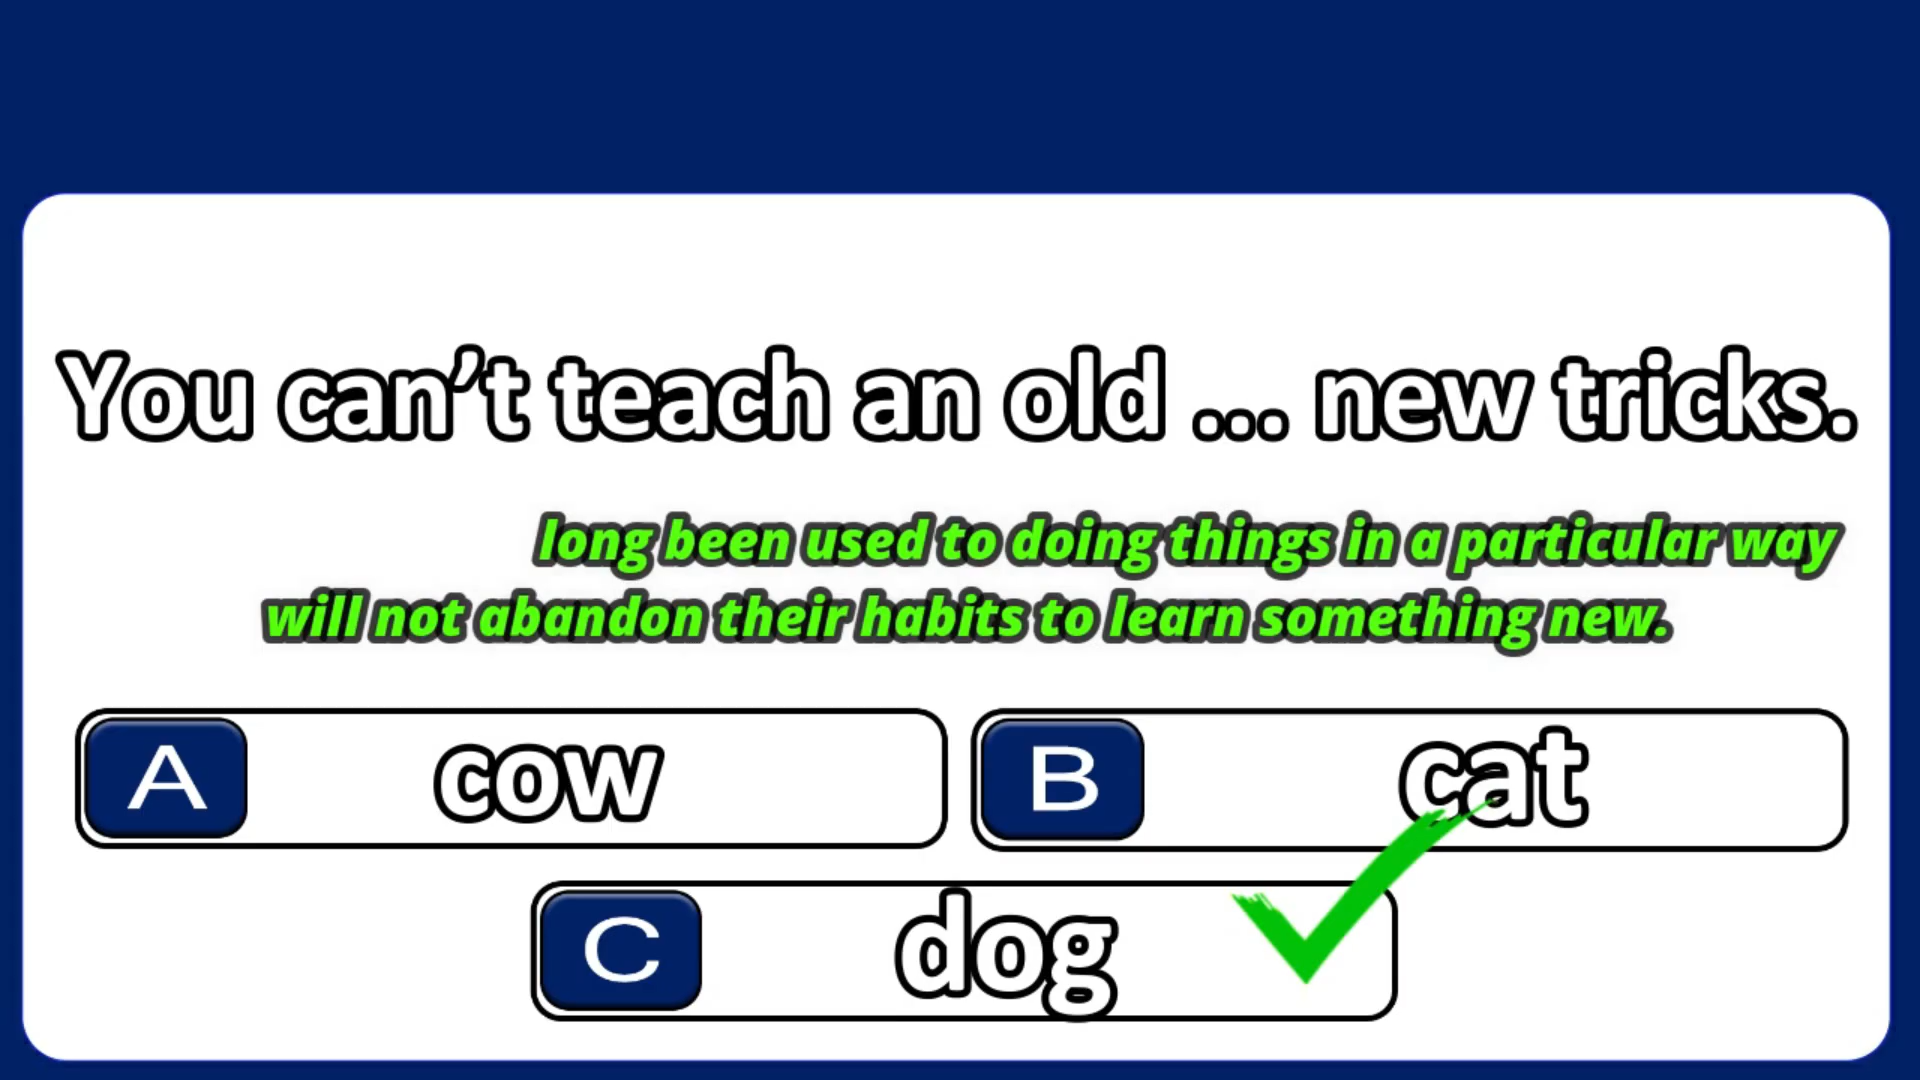 You can’t teach an old ... new tricks.
long been used to doing things in a particular way
will not abandon their habits to learn something new.
A cow
B cat
C dog